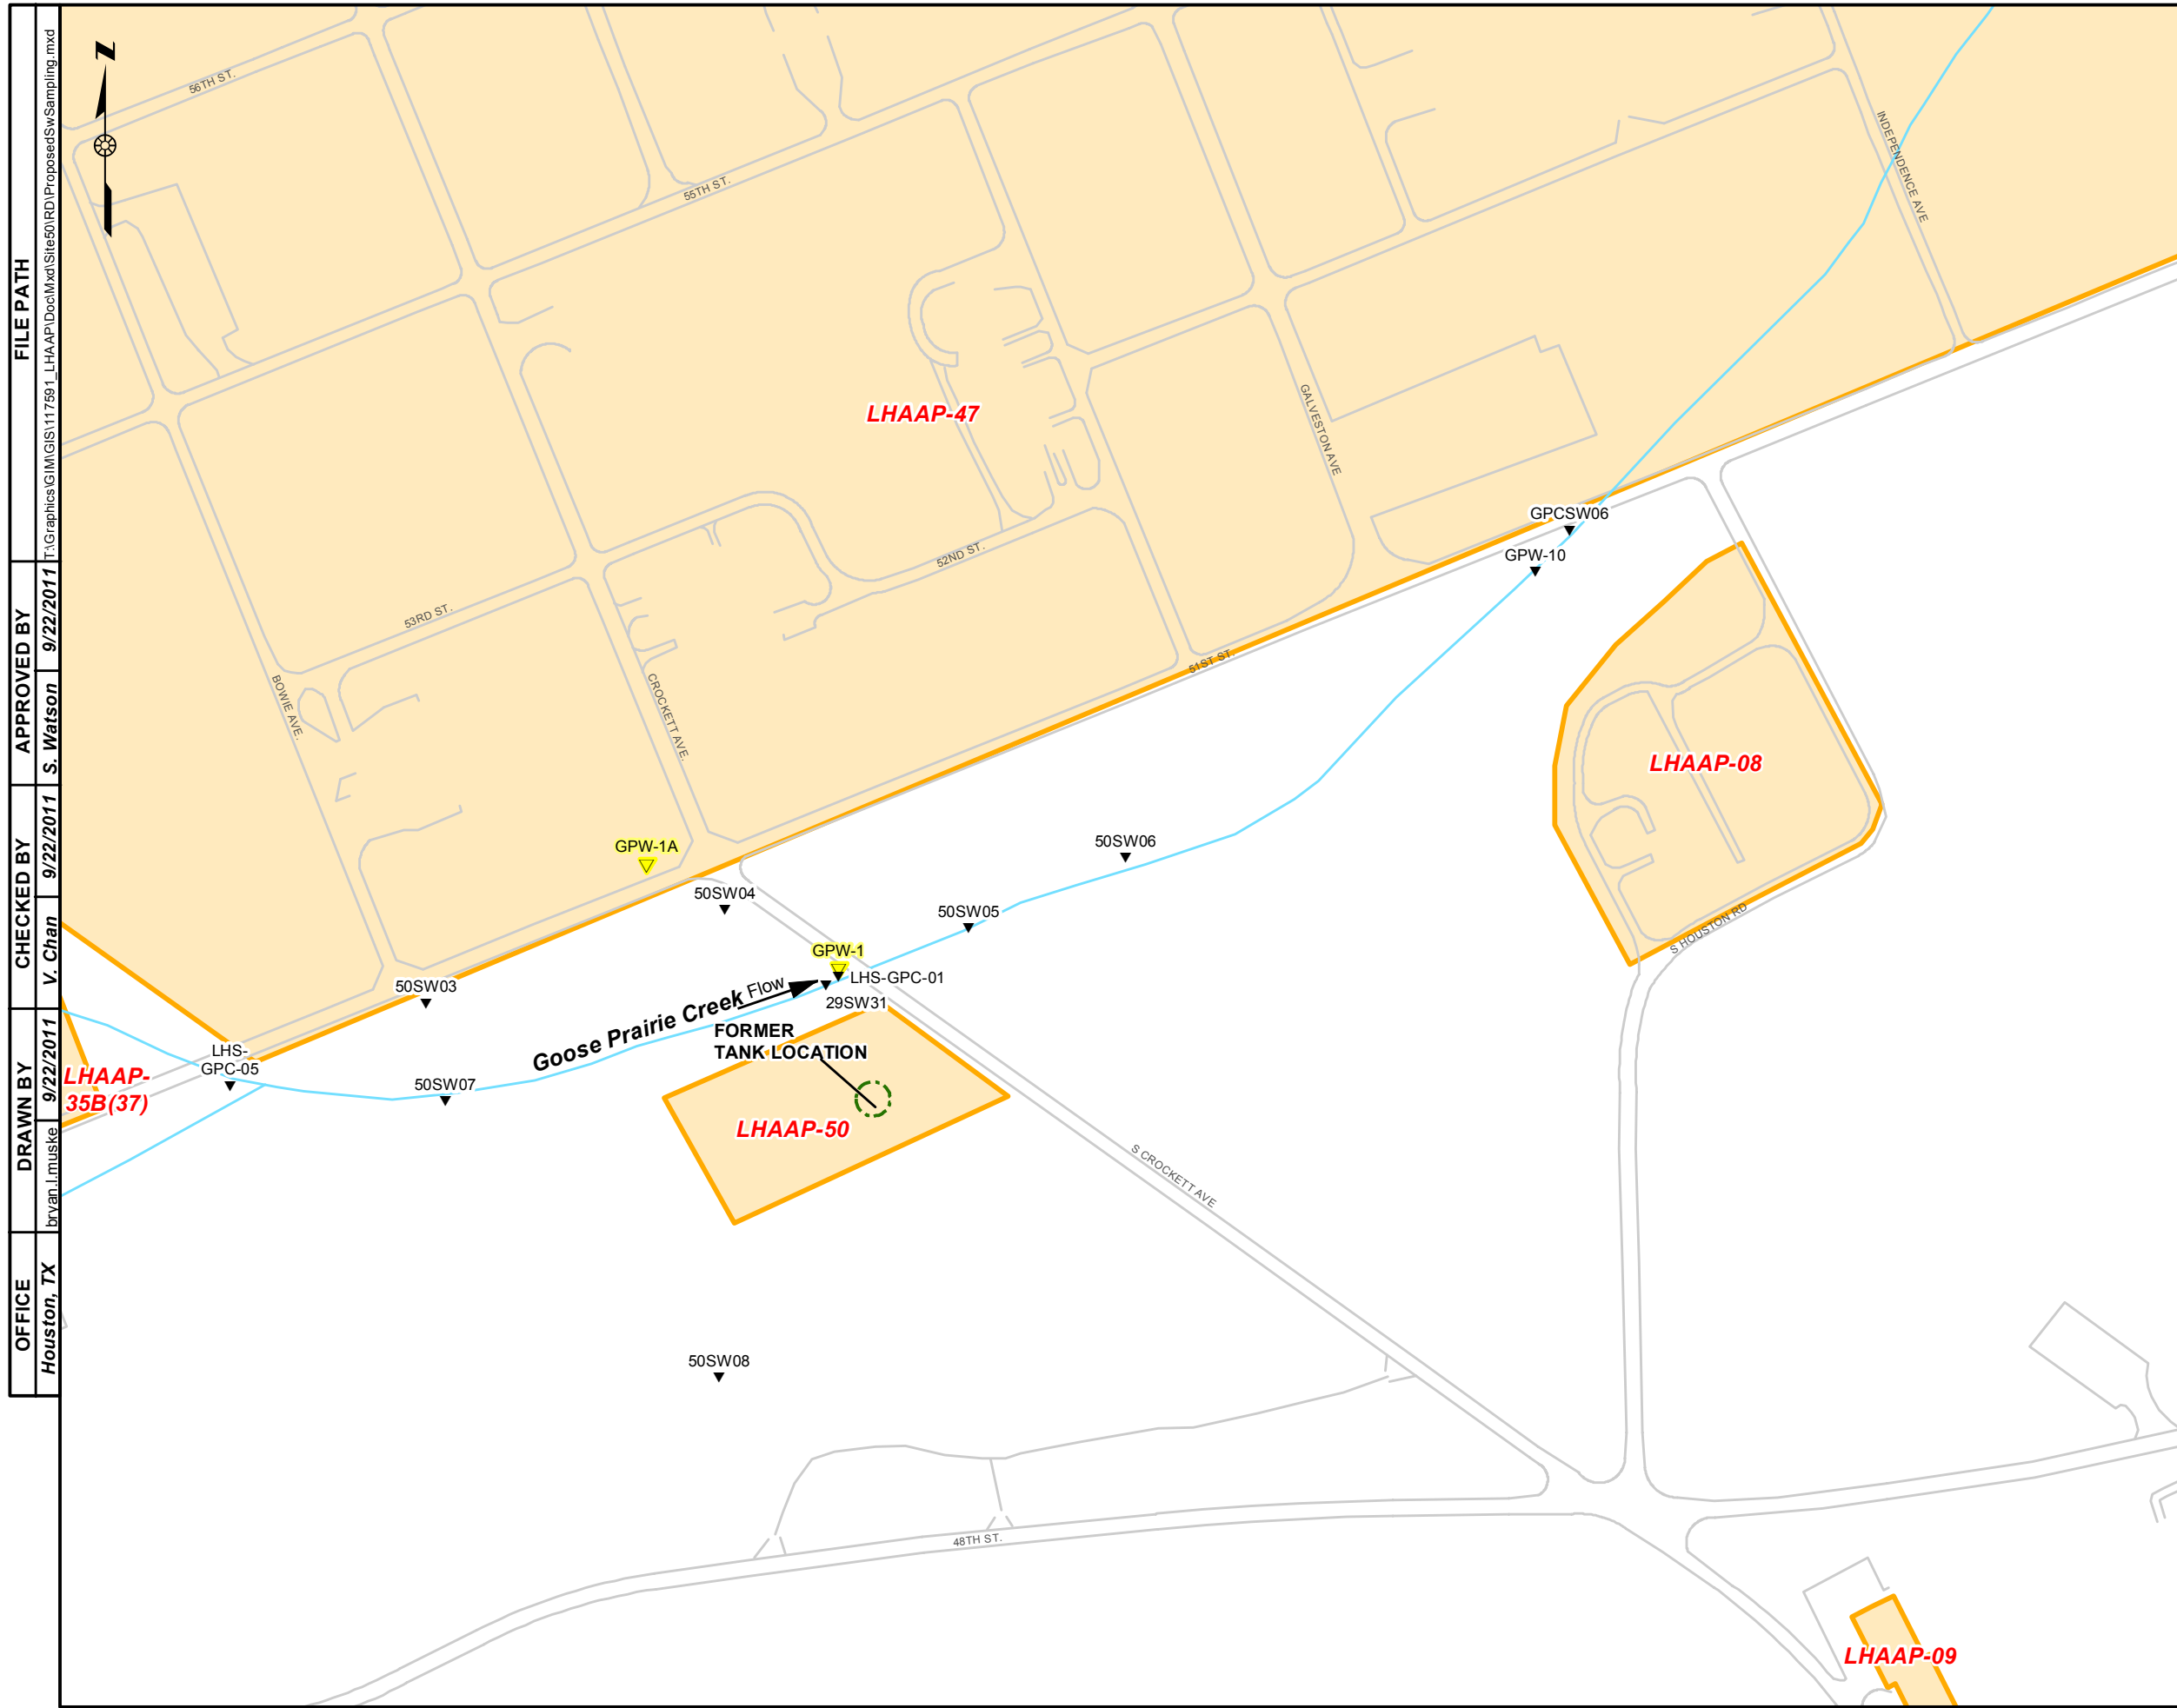 FILE PATH
T:\Graphics\GIM\GIS\117591_LHAAP\Doc\Mxd\Site50\RD\ProposedSwSampling.mxd
APPROVED BY
9/22/2011
S. Watson
CHECKED BY
9/22/2011
V. Chan
DRAWN BY
9/22/2011
bryan.l.muske
OFFICE
Houston, TX
N
56TH ST.
55TH ST.
INDEPENDENCE AVE
LHAAP-47
GALVESTON AVE
GPCSW06
GPW-10
52ND ST.
53RD ST.
51ST ST.
BOWIE AVE.
CROCKETT AVE.
LHAAP-08
GPW-1A
50SW06
50SW04
50SW05
S HOUSTON RD
GPW-1
LHS-GPC-01
50SW03
Flow
29SW31
Goose Prairie Creek
FORMER
TANK LOCATION
LHS-
GPC-05
LHAAP-
35B(37)
50SW07
LHAAP-50
S CROCKETT AVE
50SW08
48TH ST.
LHAAP-09